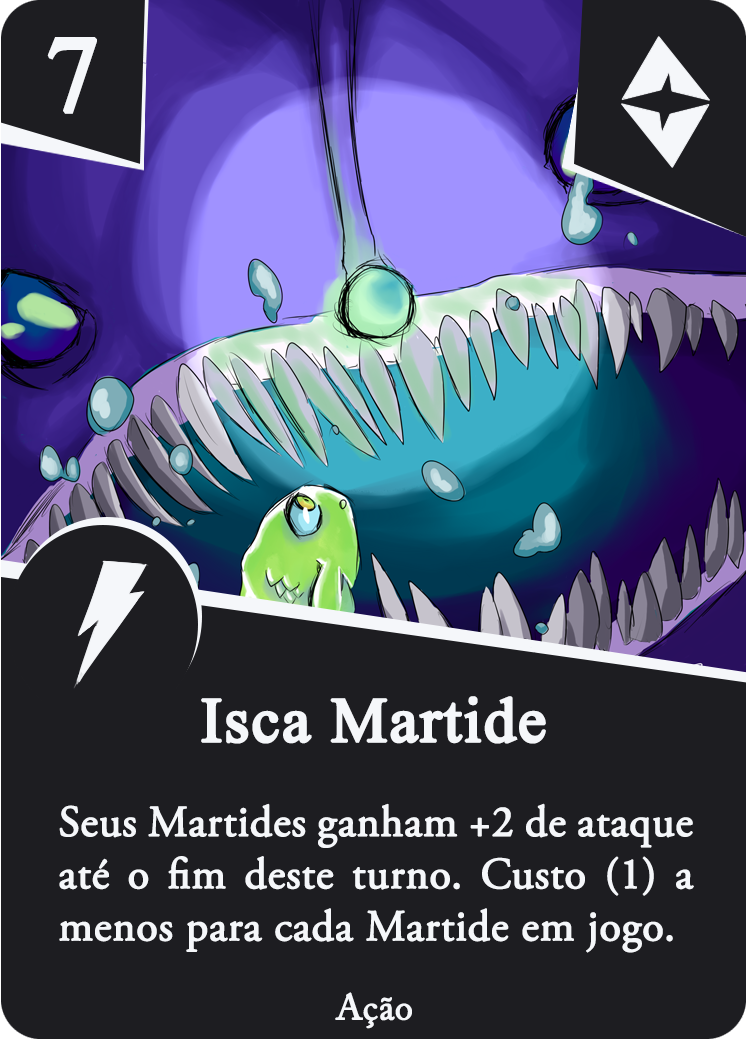 7
Isca Martide
Seus Martides ganham +2 de ataque
até o fim deste turno. Custo (1) a
menos para cada Martide em jogo.
Ação